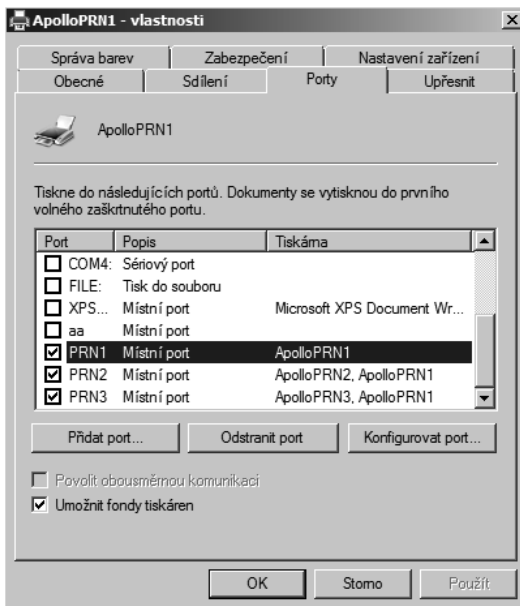 ApolloPRN1 - vlastnosti
Správa barev Zabezpečení Nastavení zařízení
Obecné Sdílení Porty Upřesnit
ApolloPRN1
Tiskne do následujících portů. Dokumenty se vytisknou do prvního
volného zaškrtnutého portu.
Port Popis Tiskárna
COM4: Sériový port
FILE: Tisk do souboru
XPS... Místní port Microsoft XPS Document Wr...
aa Místní port
PRN1 Místní port ApolloPRN1
PRN2 Místní port ApolloPRN2, ApolloPRN1
PRN3 Místní port ApolloPRN3, ApolloPRN1
Přidat port... Odstranit port Konfigurovat port...
Povolit obousměrnou komunikaci
Umožnit fondy tiskáren
OK Storno Použít